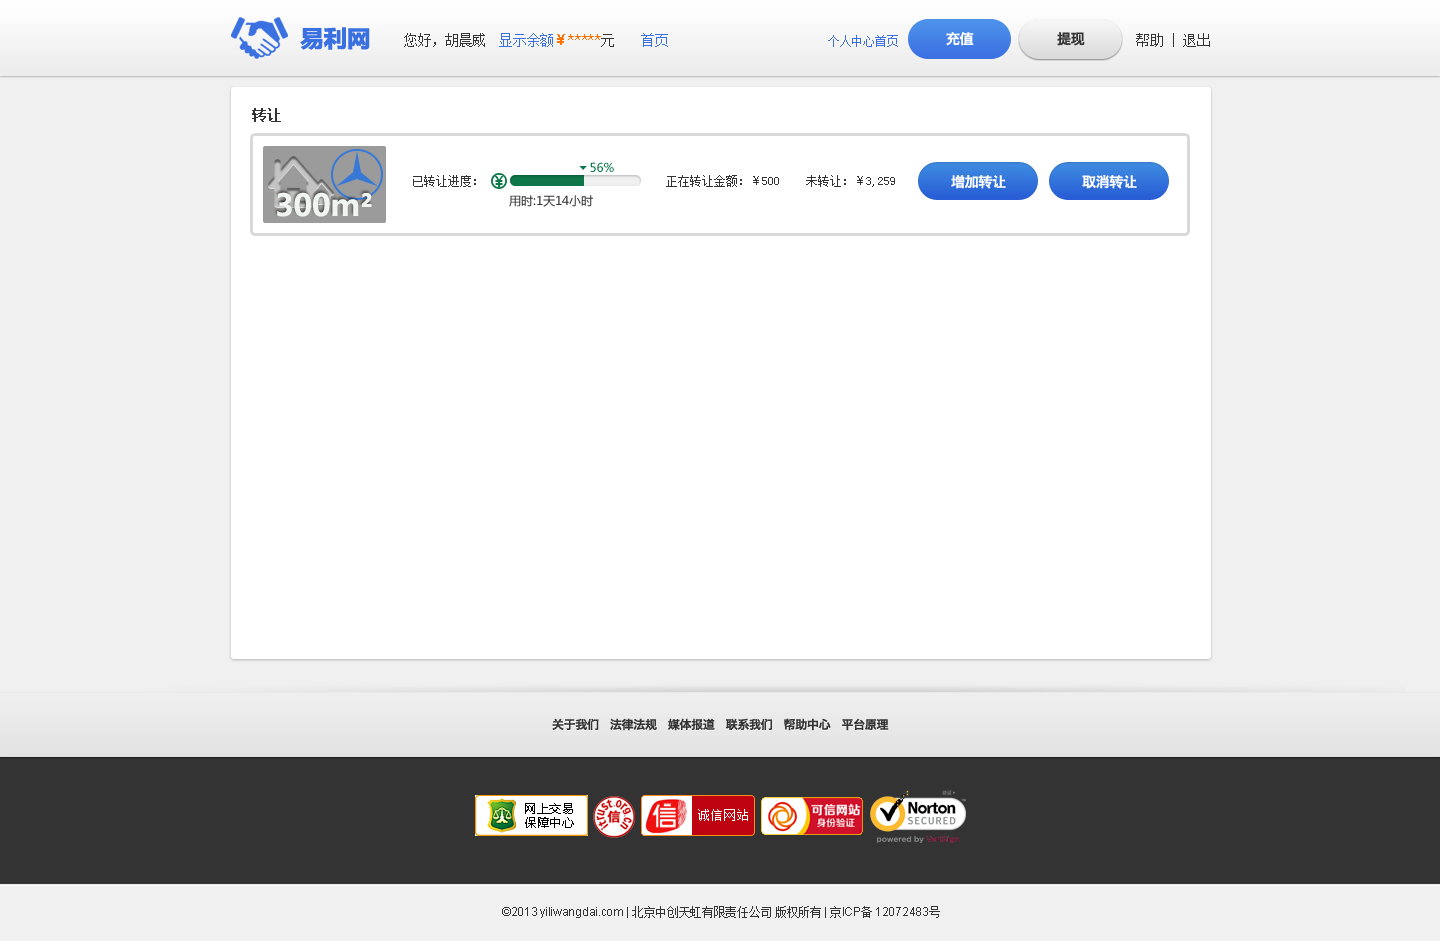 易利网 您好，胡晨威 显示余额¥*****元 首页 个人中心首页 充值 提现 帮助 | 退出
转让
300m²
已转让进度： 56% 正在转让金额：¥500 未转让：¥3,259 增加转让 取消转让
用时:1天14小时
关于我们 法律法规 媒体报道 联系我们 帮助中心 平台原理
网上交易
保障中心
itrust.org.cn
信
信 诚信网站
可信网站
身份验证
Norton
SECURED
powered by
©2013 yiliwangdai.com | 北京中创天虹有限责任公司 版权所有 | 京ICP备 12072483号